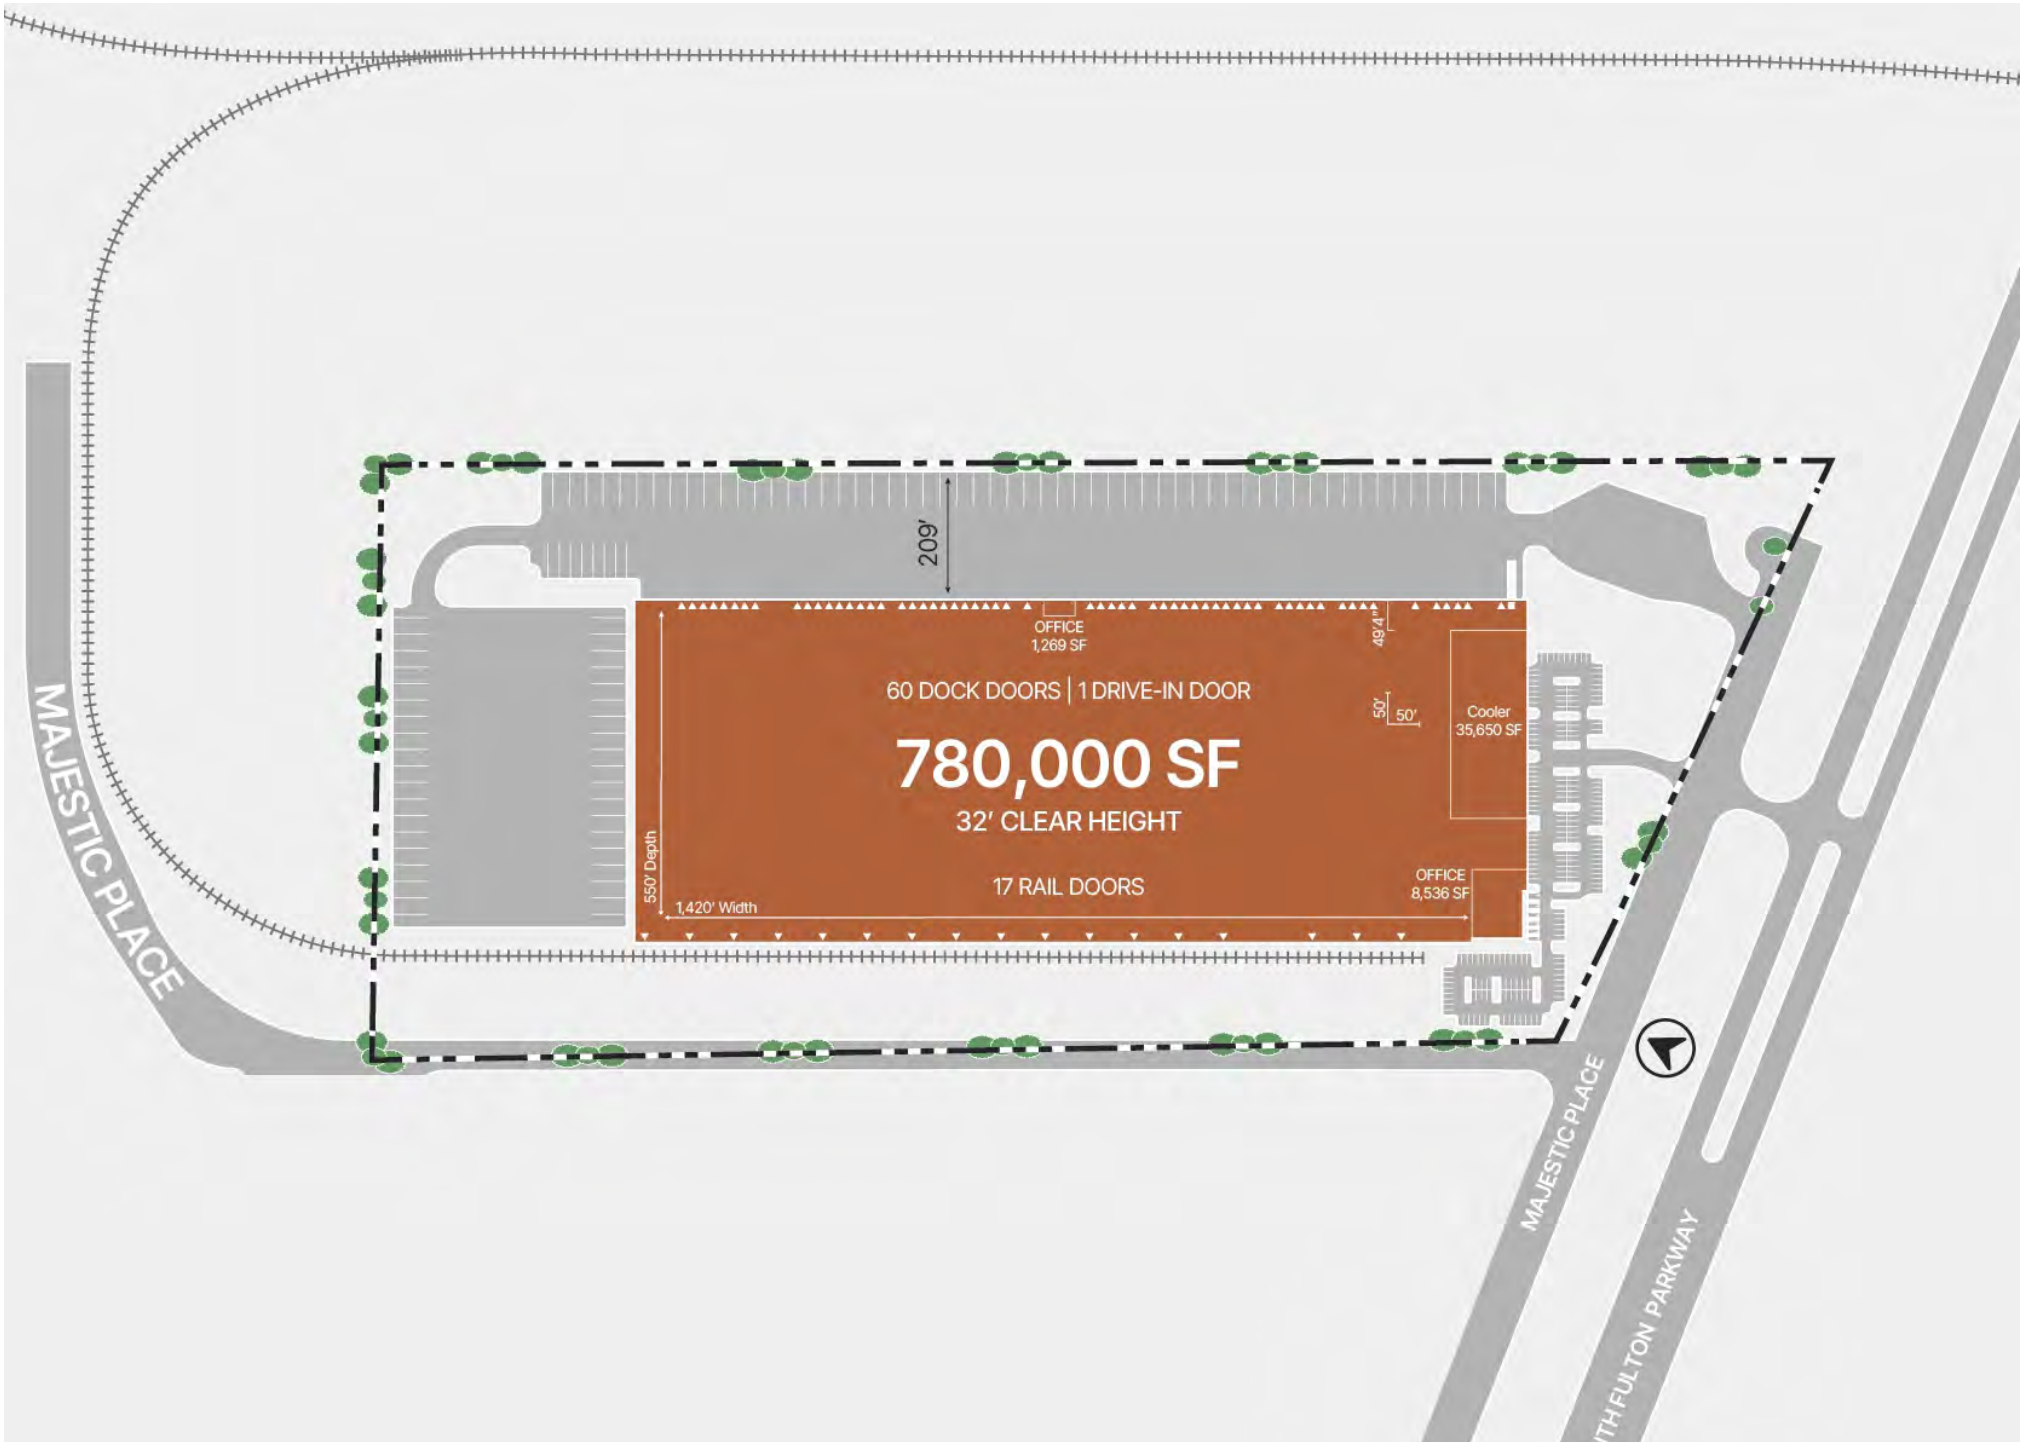 209'
OFFICE
1,269 SF
49'4"
60 DOCK DOORS | 1 DRIVE-IN DOOR
50'
50'
Cooler
35,650 SF
780,000 SF
32' CLEAR HEIGHT
550' Depth
17 RAIL DOORS
OFFICE
8,536 SF
1,420' Width
MAJESTIC PLACE
MAJESTIC PLACE
TH FULTON PARKWAY